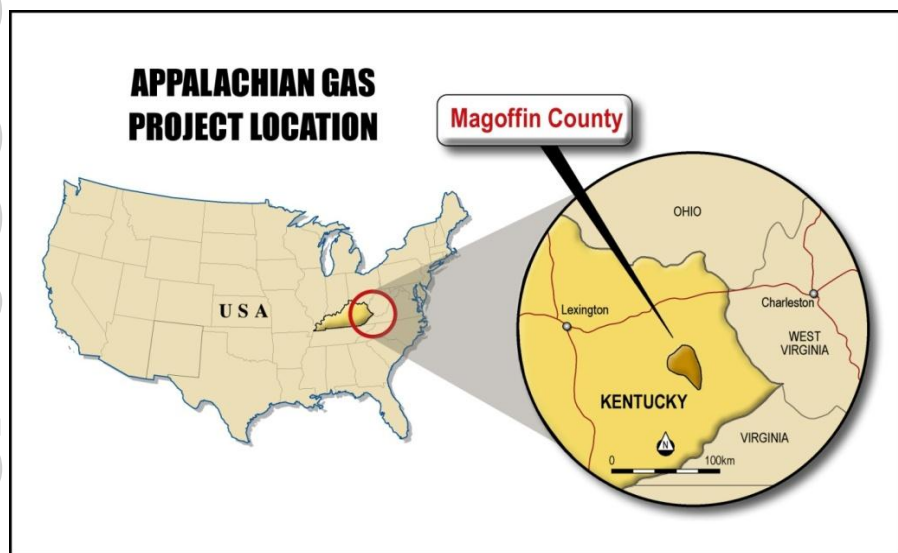 APPALACHIAN GAS
PROJECT LOCATION
Magoffin County
USA
OHIO
Lexington
Charleston
WEST
VIRGINIA
KENTUCKY
VIRGINIA
N
0 100km